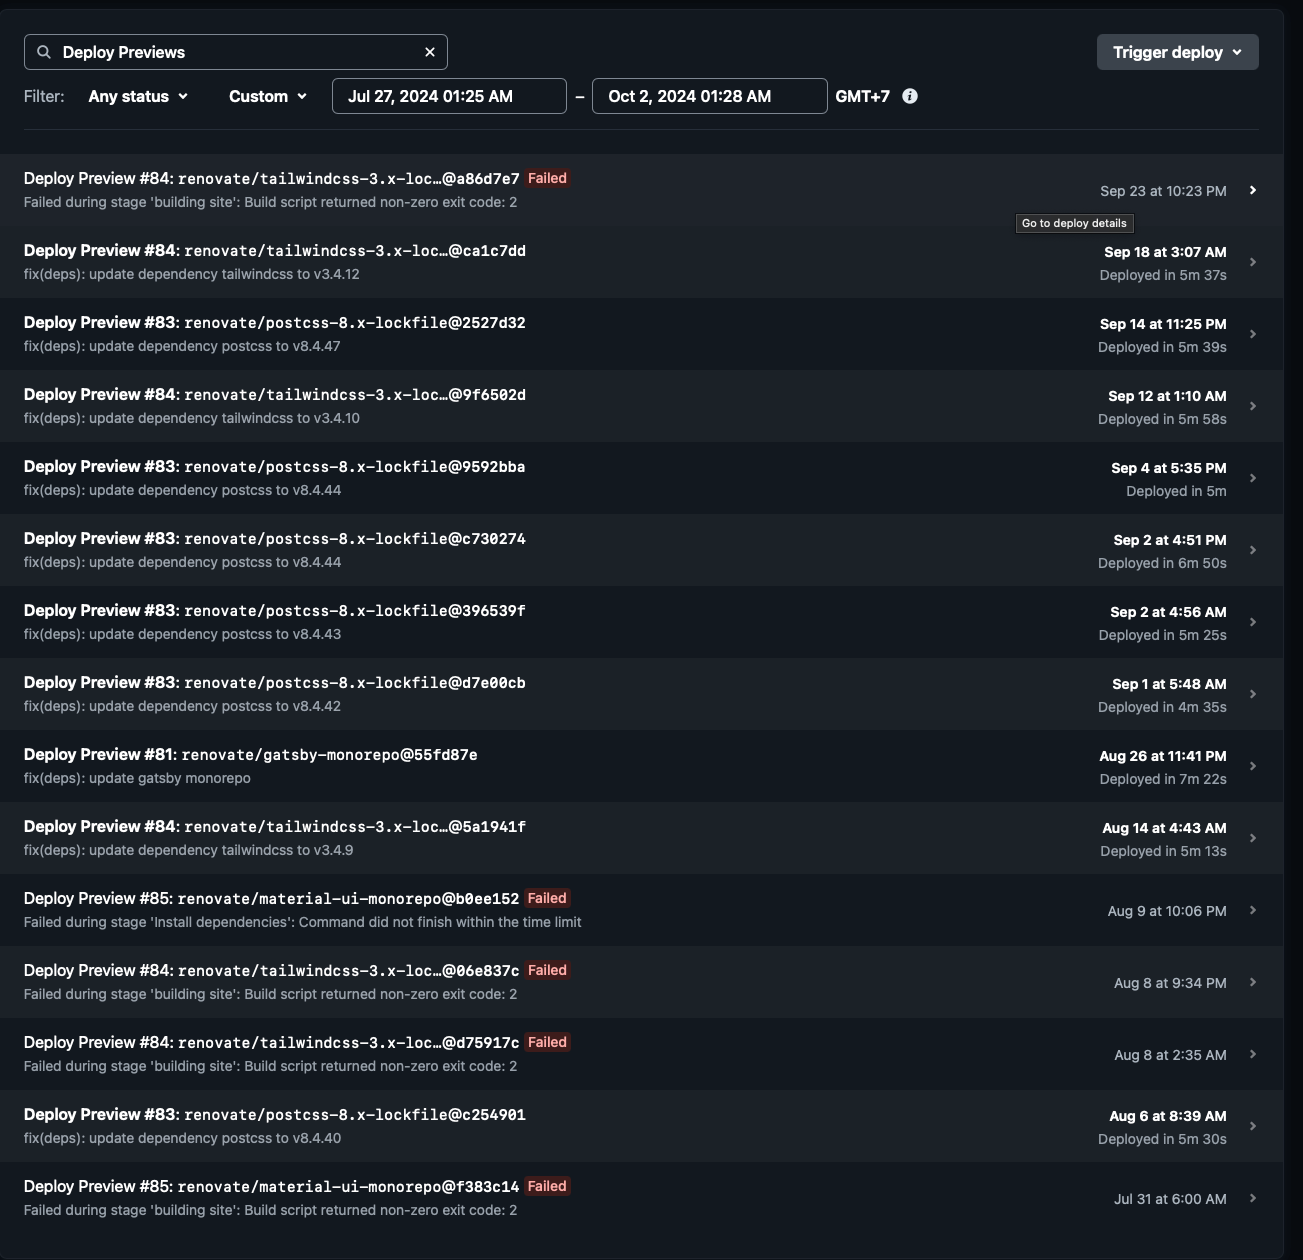 Deploy Previews
Trigger deploy
Filter: Any status Custom Jul 27, 2024 01:25 AM – Oct 2, 2024 01:28 AM GMT+7
Deploy Preview #84: renovate/tailwindcss-3.x-loc…@a86d7e7 Failed
Failed during stage 'building site': Build script returned non-zero exit code: 2
Sep 23 at 10:23 PM
Go to deploy details
Deploy Preview #84: renovate/tailwindcss-3.x-loc…@ca1c7dd
fix(deps): update dependency tailwindcss to v3.4.12
Sep 18 at 3:07 AM
Deployed in 5m 37s
Deploy Preview #83: renovate/postcss-8.x-lockfile@2527d32
fix(deps): update dependency postcss to v8.4.47
Sep 14 at 11:25 PM
Deployed in 5m 39s
Deploy Preview #84: renovate/tailwindcss-3.x-loc…@9f6502d
fix(deps): update dependency tailwindcss to v3.4.10
Sep 12 at 1:10 AM
Deployed in 5m 58s
Deploy Preview #83: renovate/postcss-8.x-lockfile@9592bba
fix(deps): update dependency postcss to v8.4.44
Sep 4 at 5:35 PM
Deployed in 5m
Deploy Preview #83: renovate/postcss-8.x-lockfile@c730274
fix(deps): update dependency postcss to v8.4.44
Sep 2 at 4:51 PM
Deployed in 6m 50s
Deploy Preview #83: renovate/postcss-8.x-lockfile@396539f
fix(deps): update dependency postcss to v8.4.43
Sep 2 at 4:56 AM
Deployed in 5m 25s
Deploy Preview #83: renovate/postcss-8.x-lockfile@d7e00cb
fix(deps): update dependency postcss to v8.4.42
Sep 1 at 5:48 AM
Deployed in 4m 35s
Deploy Preview #81: renovate/gatsby-monorepo@55fd87e
fix(deps): update gatsby monorepo
Aug 26 at 11:41 PM
Deployed in 7m 22s
Deploy Preview #84: renovate/tailwindcss-3.x-loc…@5a1941f
fix(deps): update dependency tailwindcss to v3.4.9
Aug 14 at 4:43 AM
Deployed in 5m 13s
Deploy Preview #85: renovate/material-ui-monorepo@b0ee152 Failed
Failed during stage 'Install dependencies': Command did not finish within the time limit
Aug 9 at 10:06 PM
Deploy Preview #84: renovate/tailwindcss-3.x-loc…@06e837c Failed
Failed during stage 'building site': Build script returned non-zero exit code: 2
Aug 8 at 9:34 PM
Deploy Preview #84: renovate/tailwindcss-3.x-loc…@d75917c Failed
Failed during stage 'building site': Build script returned non-zero exit code: 2
Aug 8 at 2:35 AM
Deploy Preview #83: renovate/postcss-8.x-lockfile@c254901
fix(deps): update dependency postcss to v8.4.40
Aug 6 at 8:39 AM
Deployed in 5m 30s
Deploy Preview #85: renovate/material-ui-monorepo@f383c14 Failed
Failed during stage 'building site': Build script returned non-zero exit code: 2
Jul 31 at 6:00 AM